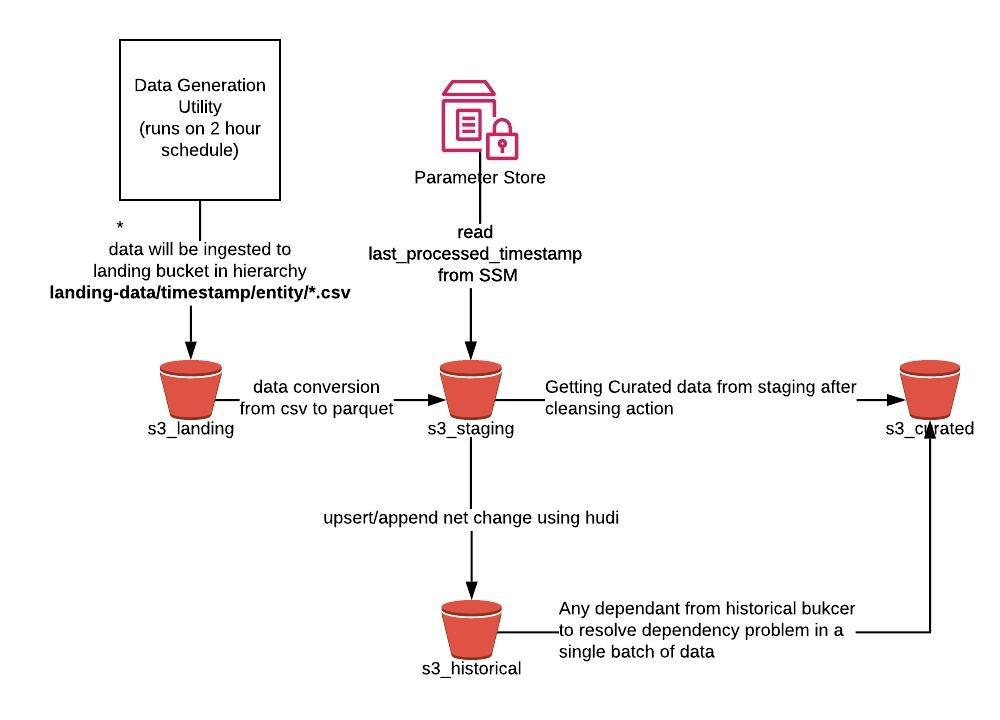 Data Generation
Utility
(runs on 2 hour
schedule)
Parameter Store
*
data will be ingested to
landing bucket in hierarchy
landing-data/timestamp/entity/*.csv
read
last_processed_timestamp
from SSM
data conversion
from csv to parquet
Getting Curated data from staging after
cleansing action
s3_landing
s3_staging
s3_curated
upsert/append net change using hudi
Any dependant from historical bukcer
to resolve dependency problem in a
single batch of data
s3_historical